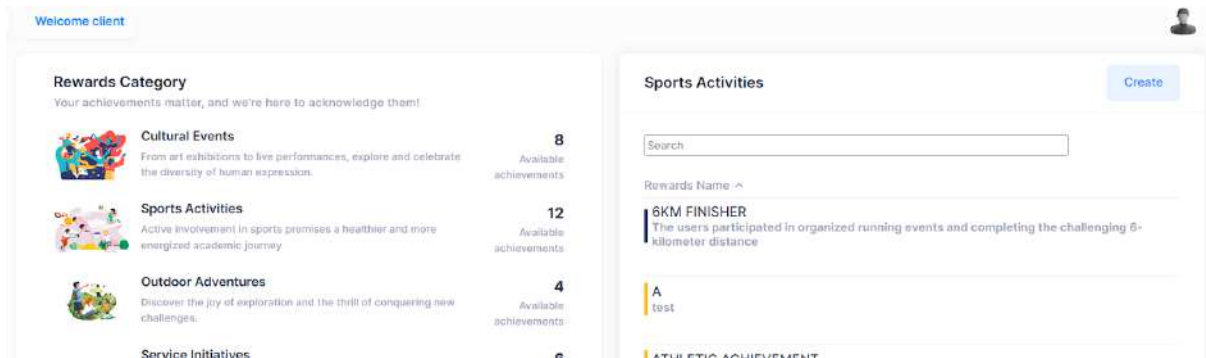 Welcome client
Rewards Category
Your achievements matter, and we're here to acknowledge them!
Cultural Events
From art exhibitions to live performances, explore and celebrate
the diversity of human expression.
8
Available
achievements
Sports Activities
Active involvement in sports promises a healthier and more
energized academic journey
12
Available
achievements
Outdoor Adventures
Discover the joy of exploration and the thrill of conquering new
challenges.
4
Available
achievements
Service Initiatives
6
Sports Activities
Create
Search
Rewards Name
6KM FINISHER
The users participated in organized running events and completing the challenging 6-
kilometer distance
A
test
ATHLETIC ACHIEVEMENT